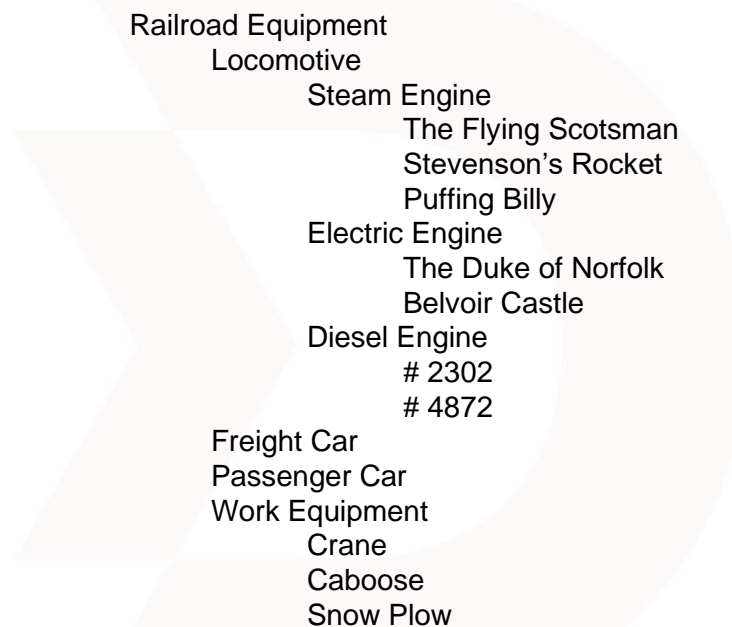 Railroad Equipment
Locomotive
Steam Engine
The Flying Scotsman
Stevenson’s Rocket
Puffing Billy
Electric Engine
The Duke of Norfolk
Belvoir Castle
Diesel Engine
# 2302
# 4872
Freight Car
Passenger Car
Work Equipment
Crane
Caboose
Snow Plow